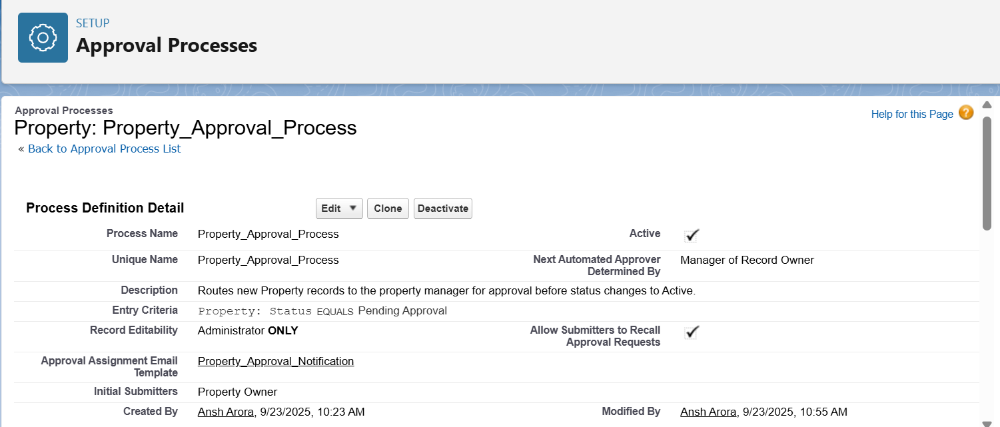 SETUP
Approval Processes
Approval Processes
Property: Property_Approval_Process
« Back to Approval Process List
Help for this Page ?
Process Definition Detail
Edit Clone Deactivate
Process Name Property_Approval_Process Active
Unique Name Property_Approval_Process Next Automated Approver
Determined By Manager of Record Owner
Description Routes new Property records to the property manager for approval before status changes to Active.
Entry Criteria Property: Status EQUALS Pending Approval
Record Editability Administrator ONLY Allow Submitters to Recall
Approval Requests
Approval Assignment Email
Template Property_Approval_Notification
Initial Submitters Property Owner
Created By Ansh Arora, 9/23/2025, 10:23 AM Modified By Ansh Arora, 9/23/2025, 10:55 AM